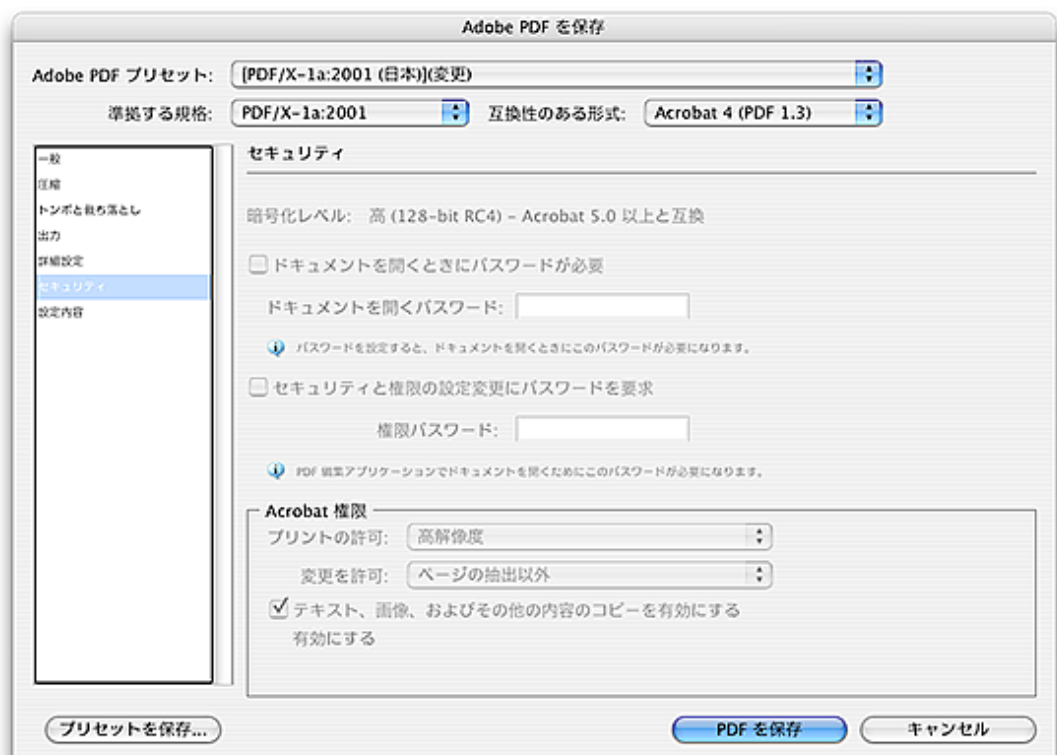 Adobe PDF を保存
Adobe PDF プリセット: [PDF/X-1a:2001 (日本)](変更)
準拠する規格: PDF/X-1a:2001 互換性のある形式: Acrobat 4 (PDF 1.3)
一般
圧縮
トンボと裁ち落とし
出力
詳細設定
セキュリティ
設定内容
セキュリティ
暗号化レベル: 高 (128-bit RC4) – Acrobat 5.0 以上と互換
ドキュメントを開くときにパスワードが必要
ドキュメントを開くパスワード:
パスワードを設定すると、ドキュメントを開くときにこのパスワードが必要になります。
セキュリティと権限の設定変更にパスワードを要求
権限パスワード:
PDF 編集アプリケーションでドキュメントを開くためにこのパスワードが必要になります。
Acrobat 権限
プリントの許可: 高解像度
変更を許可: ページの抽出以外
テキスト、画像、およびその他の内容のコピーを有効にする
有効にする
プリセットを保存... PDF を保存 キャンセル